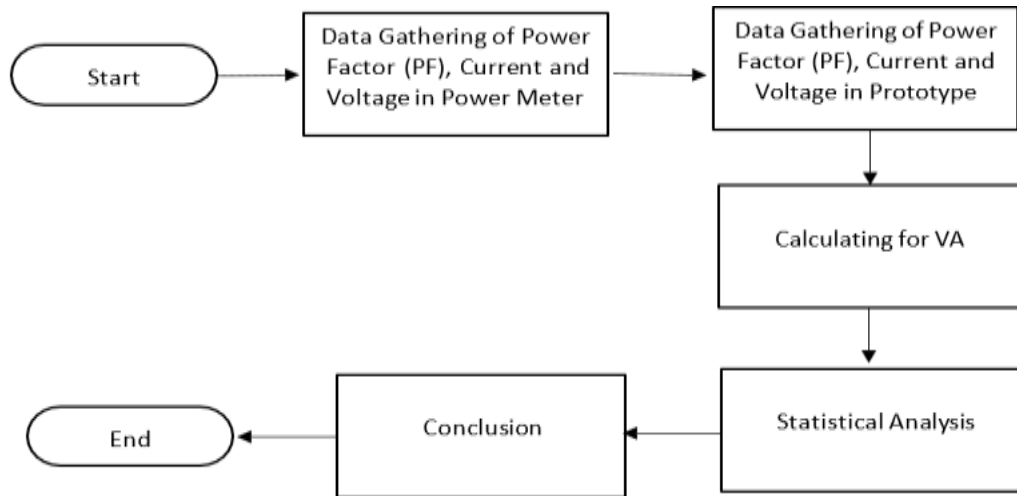 Start
Data Gathering of Power
Factor (PF), Current and
Voltage in Power Meter
Data Gathering of Power
Factor (PF), Current and
Voltage in Prototype
Calculating for VA
Statistical Analysis
Conclusion
End